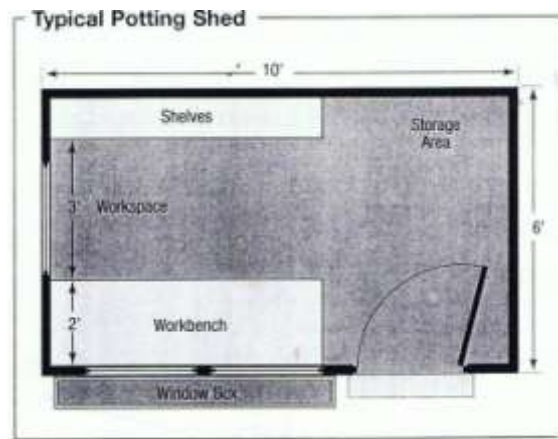 Typical Potting Shed
10'
Shelves
Storage
Area
3'
Workspace
6'
2'
Workbench
Window Box